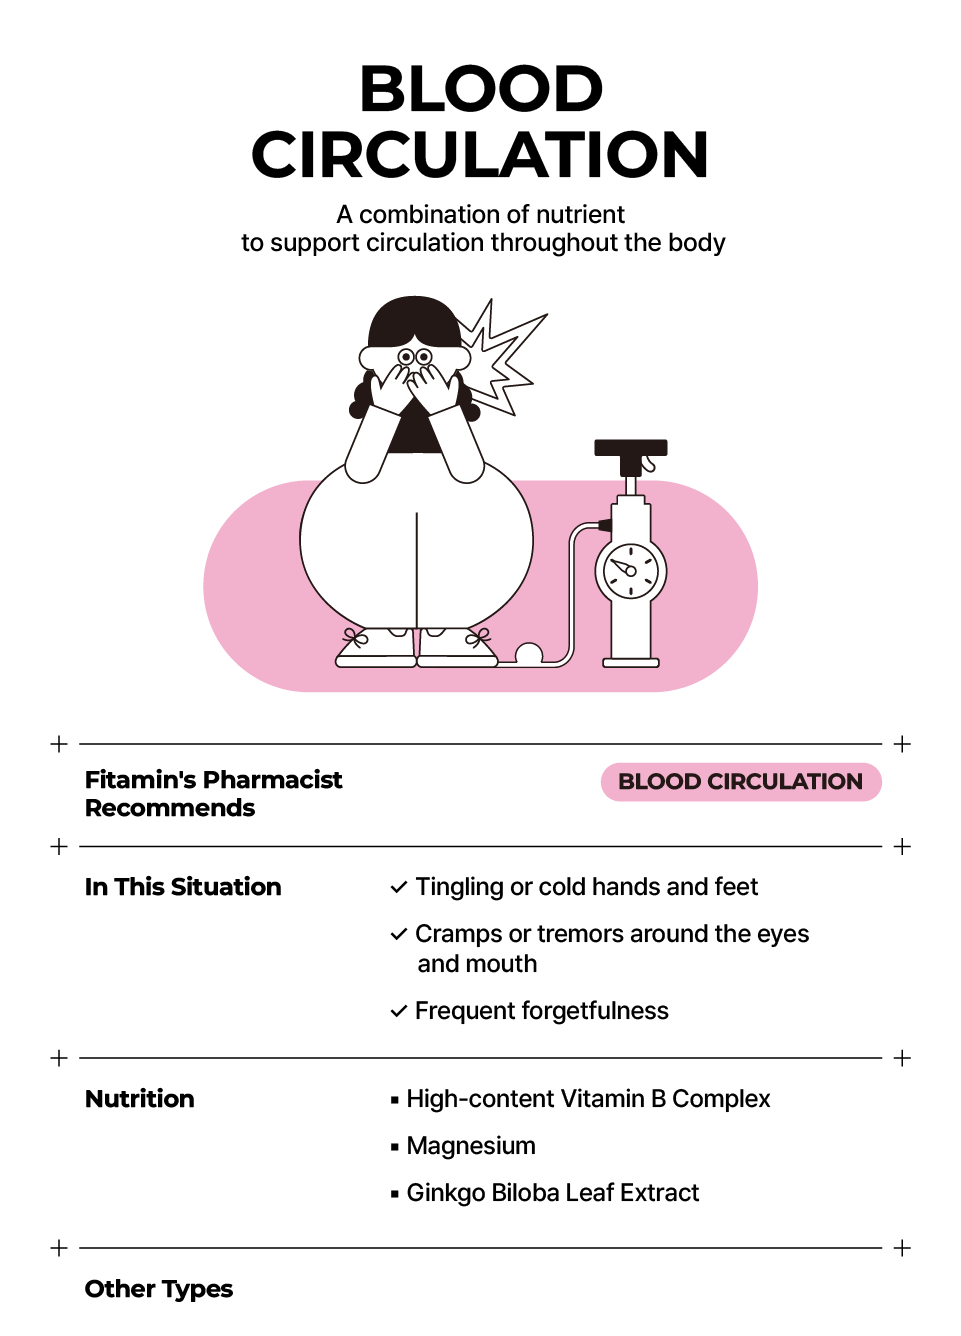 BLOOD
CIRCULATION
A combination of nutrient
to support circulation throughout the body
Fitamin's Pharmacist
Recommends
BLOOD CIRCULATION
In This Situation
✓ Tingling or cold hands and feet
✓ Cramps or tremors around the eyes
and mouth
✓ Frequent forgetfulness
Nutrition
▪ High-content Vitamin B Complex
▪ Magnesium
▪ Ginkgo Biloba Leaf Extract
Other Types